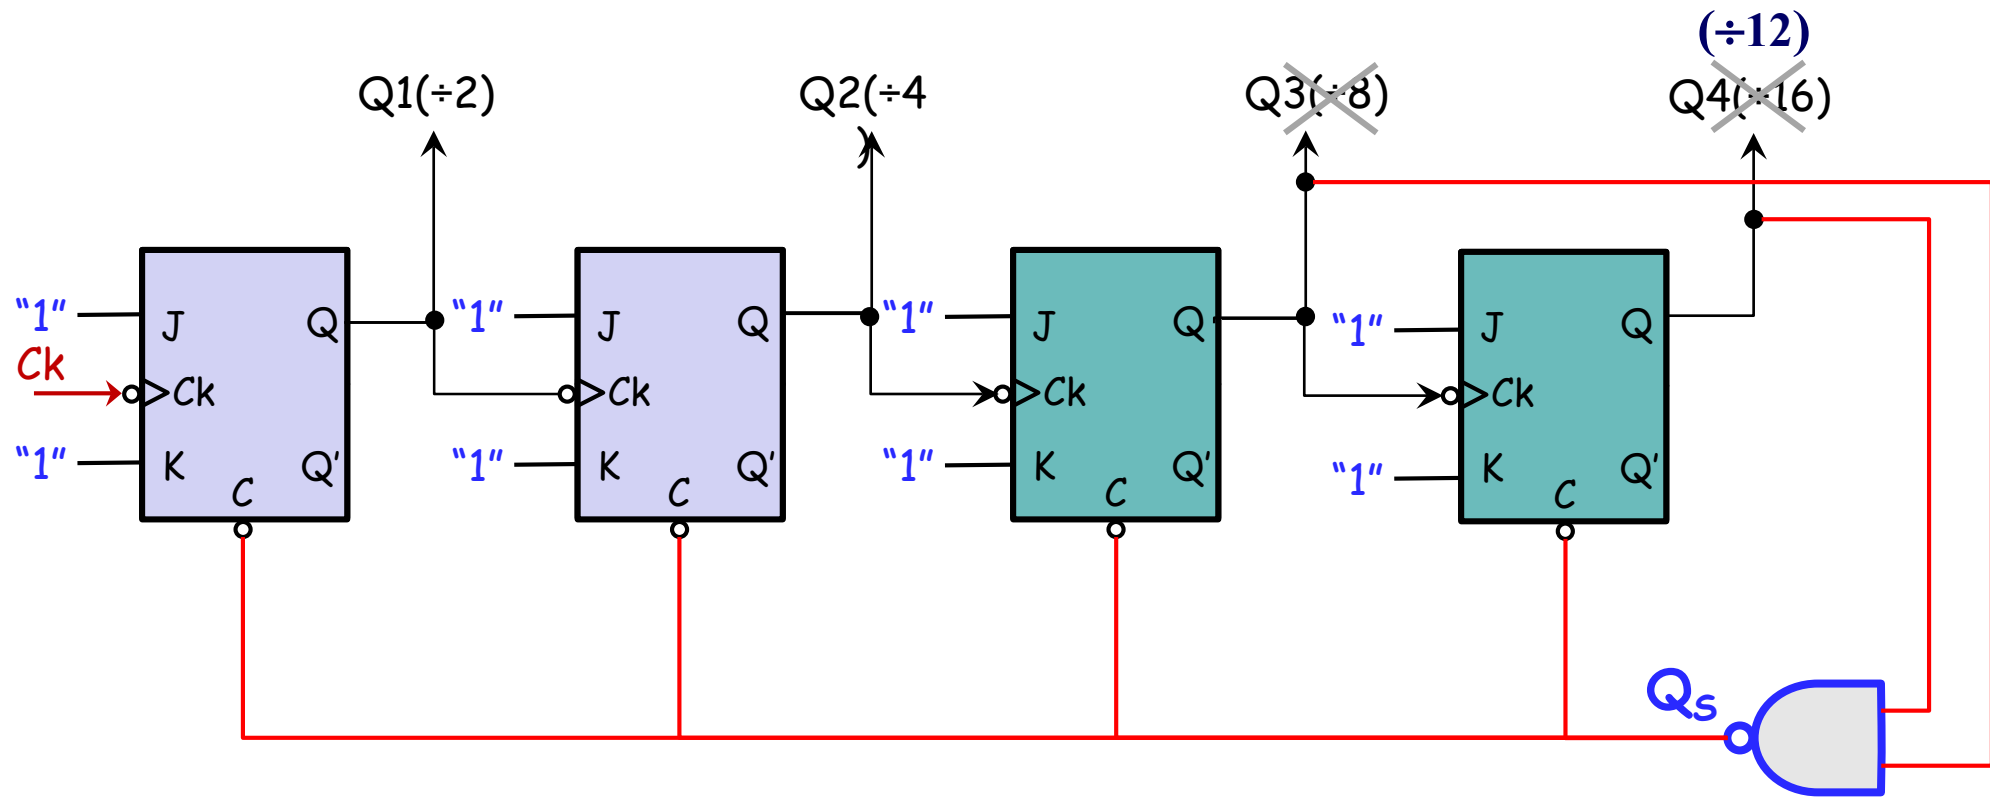 (÷12)
Q1(÷2)
Q2(÷4
)
Q3(÷8)
Q4(÷16)
“1”
J
Q
“1”
J
Q
“1”
J
Q
“1”
J
Q
Ck
Ck
Ck
Ck
Ck
“1”
K
Q'
C
“1”
K
Q'
C
“1”
K
Q'
C
“1”
K
Q'
C
Qs